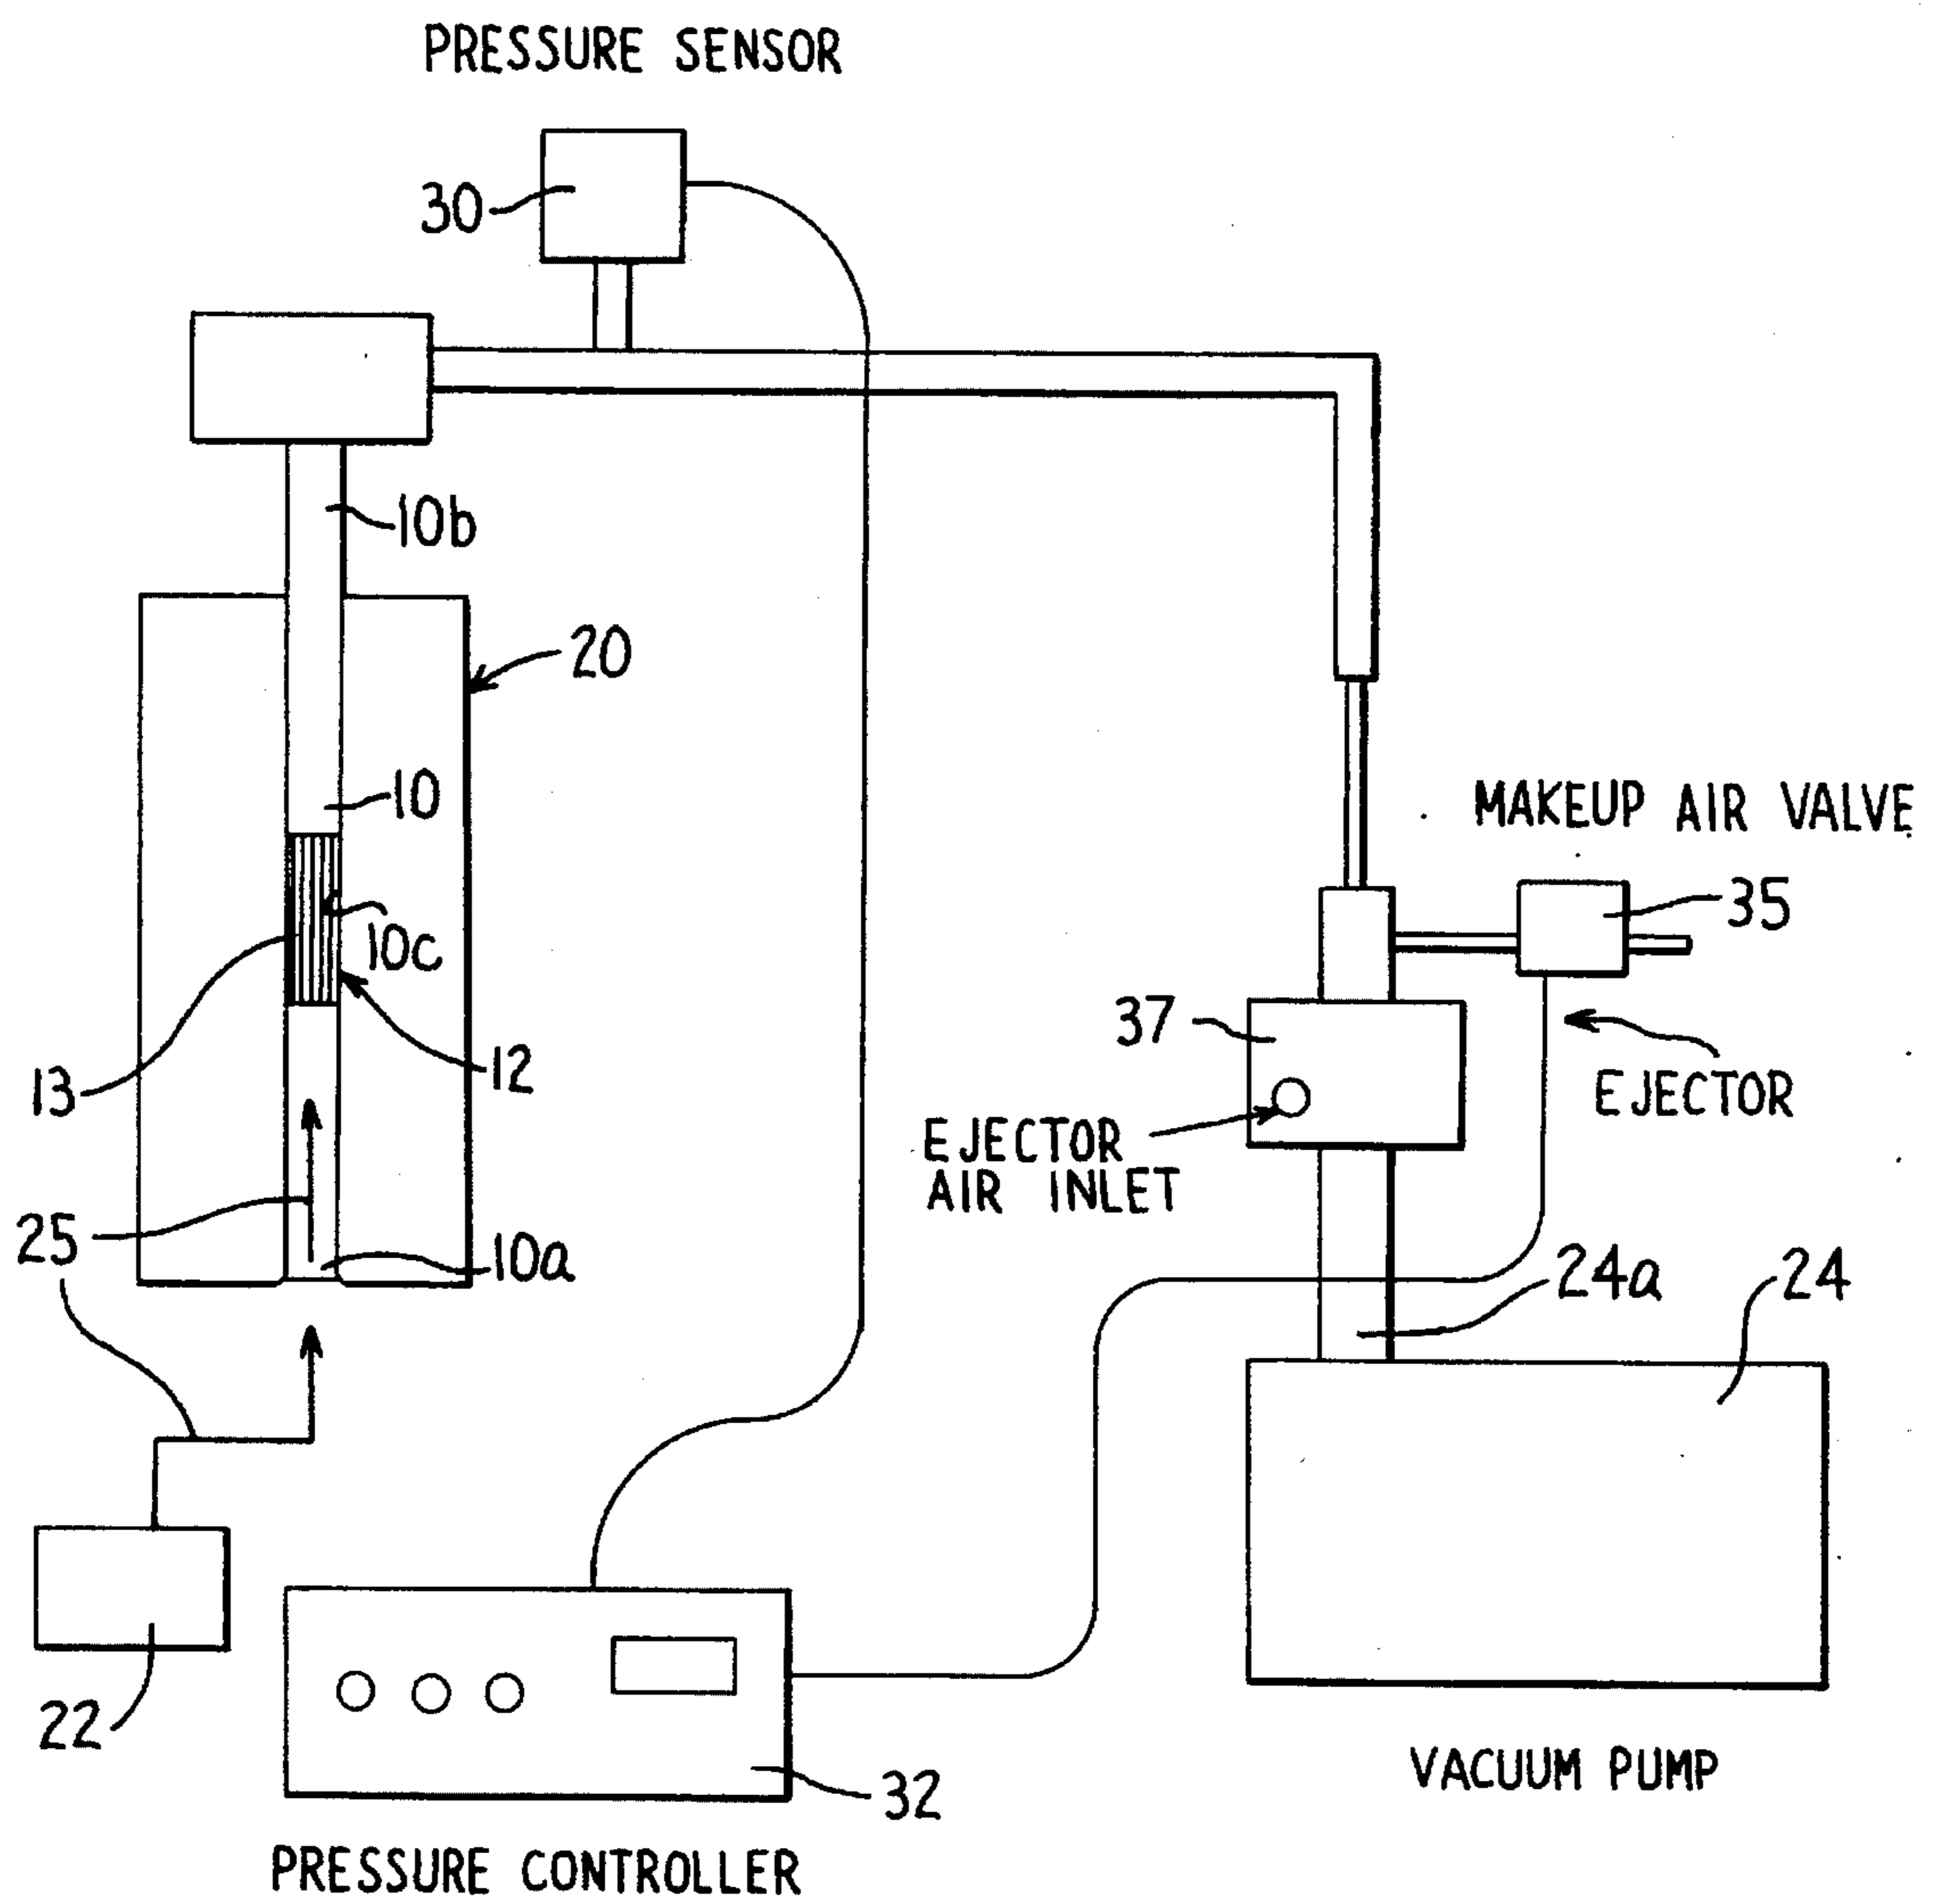 PRESSURE SENSOR
30
10b
20
10
MAKEUP AIR VALVE
35
10c
37
13
12
EJECTOR
EJECTOR
AIR INLET
25
10a
24a
24
22
32
VACUUM PUMP
PRESSURE CONTROLLER